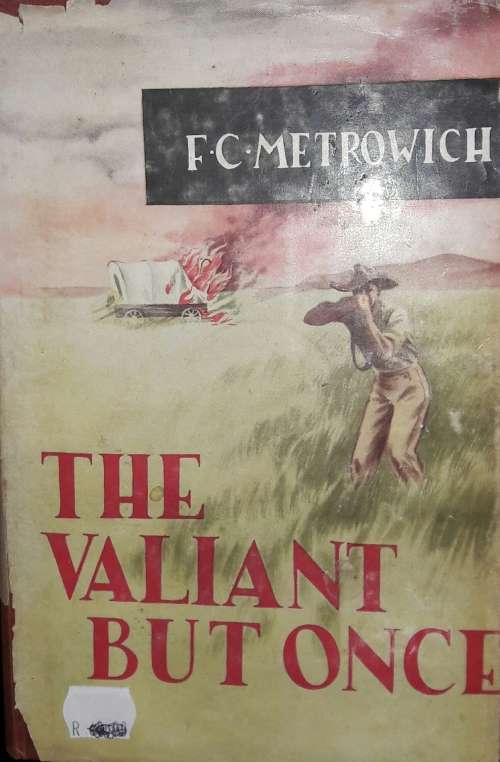 F·C·METROWICH
THE
VALIANT
BUT ONCE
R